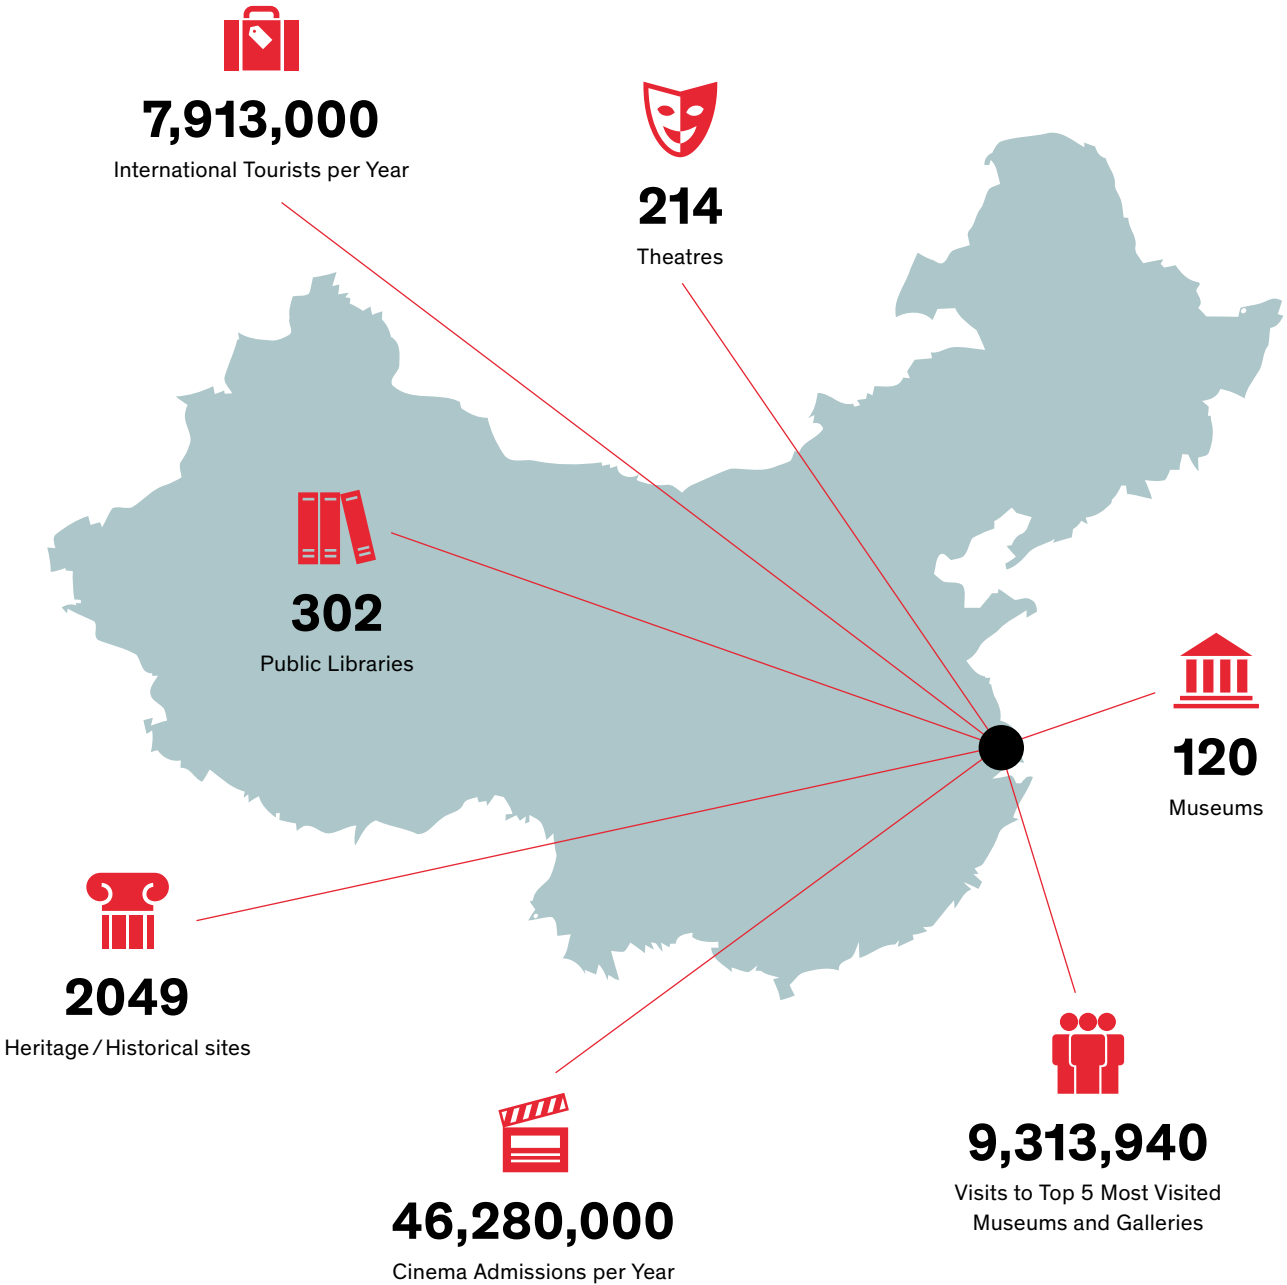 7,913,000
International Tourists per Year
214
Theatres
302
Public Libraries
120
Museums
2049
Heritage / Historical sites
9,313,940
Visits to Top 5 Most Visited
Museums and Galleries
46,280,000
Cinema Admissions per Year